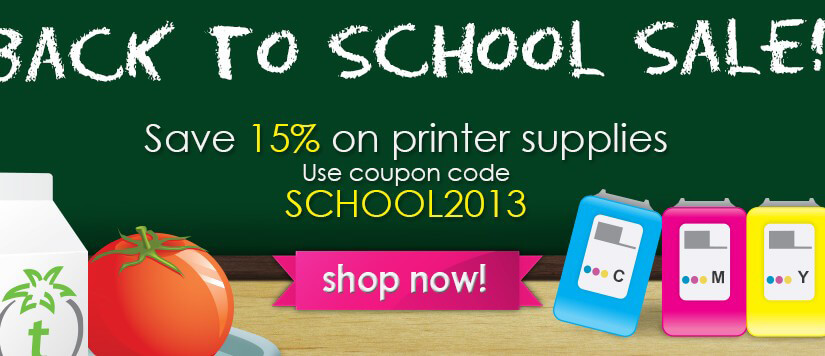 BACK TO SCHOOL SALE!
Save 15% on printer supplies
Use coupon code
SCHOOL2013
shop now!
t
C
M
Y